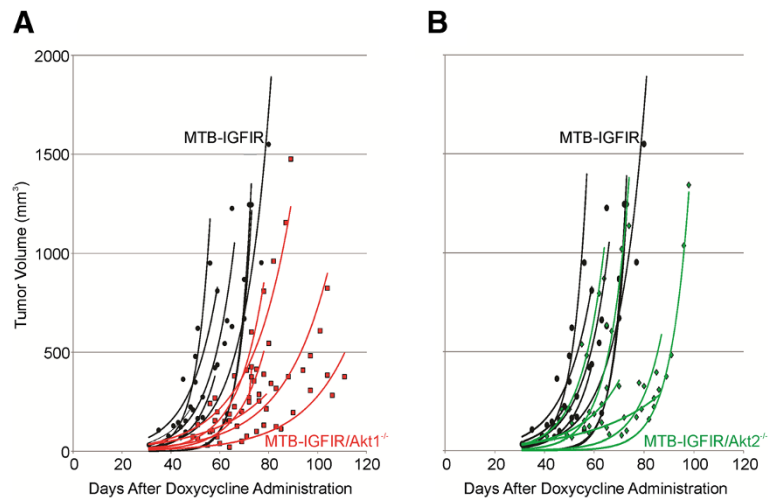 A
B
2000
1500
1000
500
0
Tumor Volume (mm³)
MTB-IGFIR
MTB-IGFIR/Akt1⁻/⁻
0 20 40 60 80 100 120
Days After Doxycycline Administration
MTB-IGFIR
MTB-IGFIR/Akt2⁻/⁻
0 20 40 60 80 100 120
Days After Doxycycline Administration